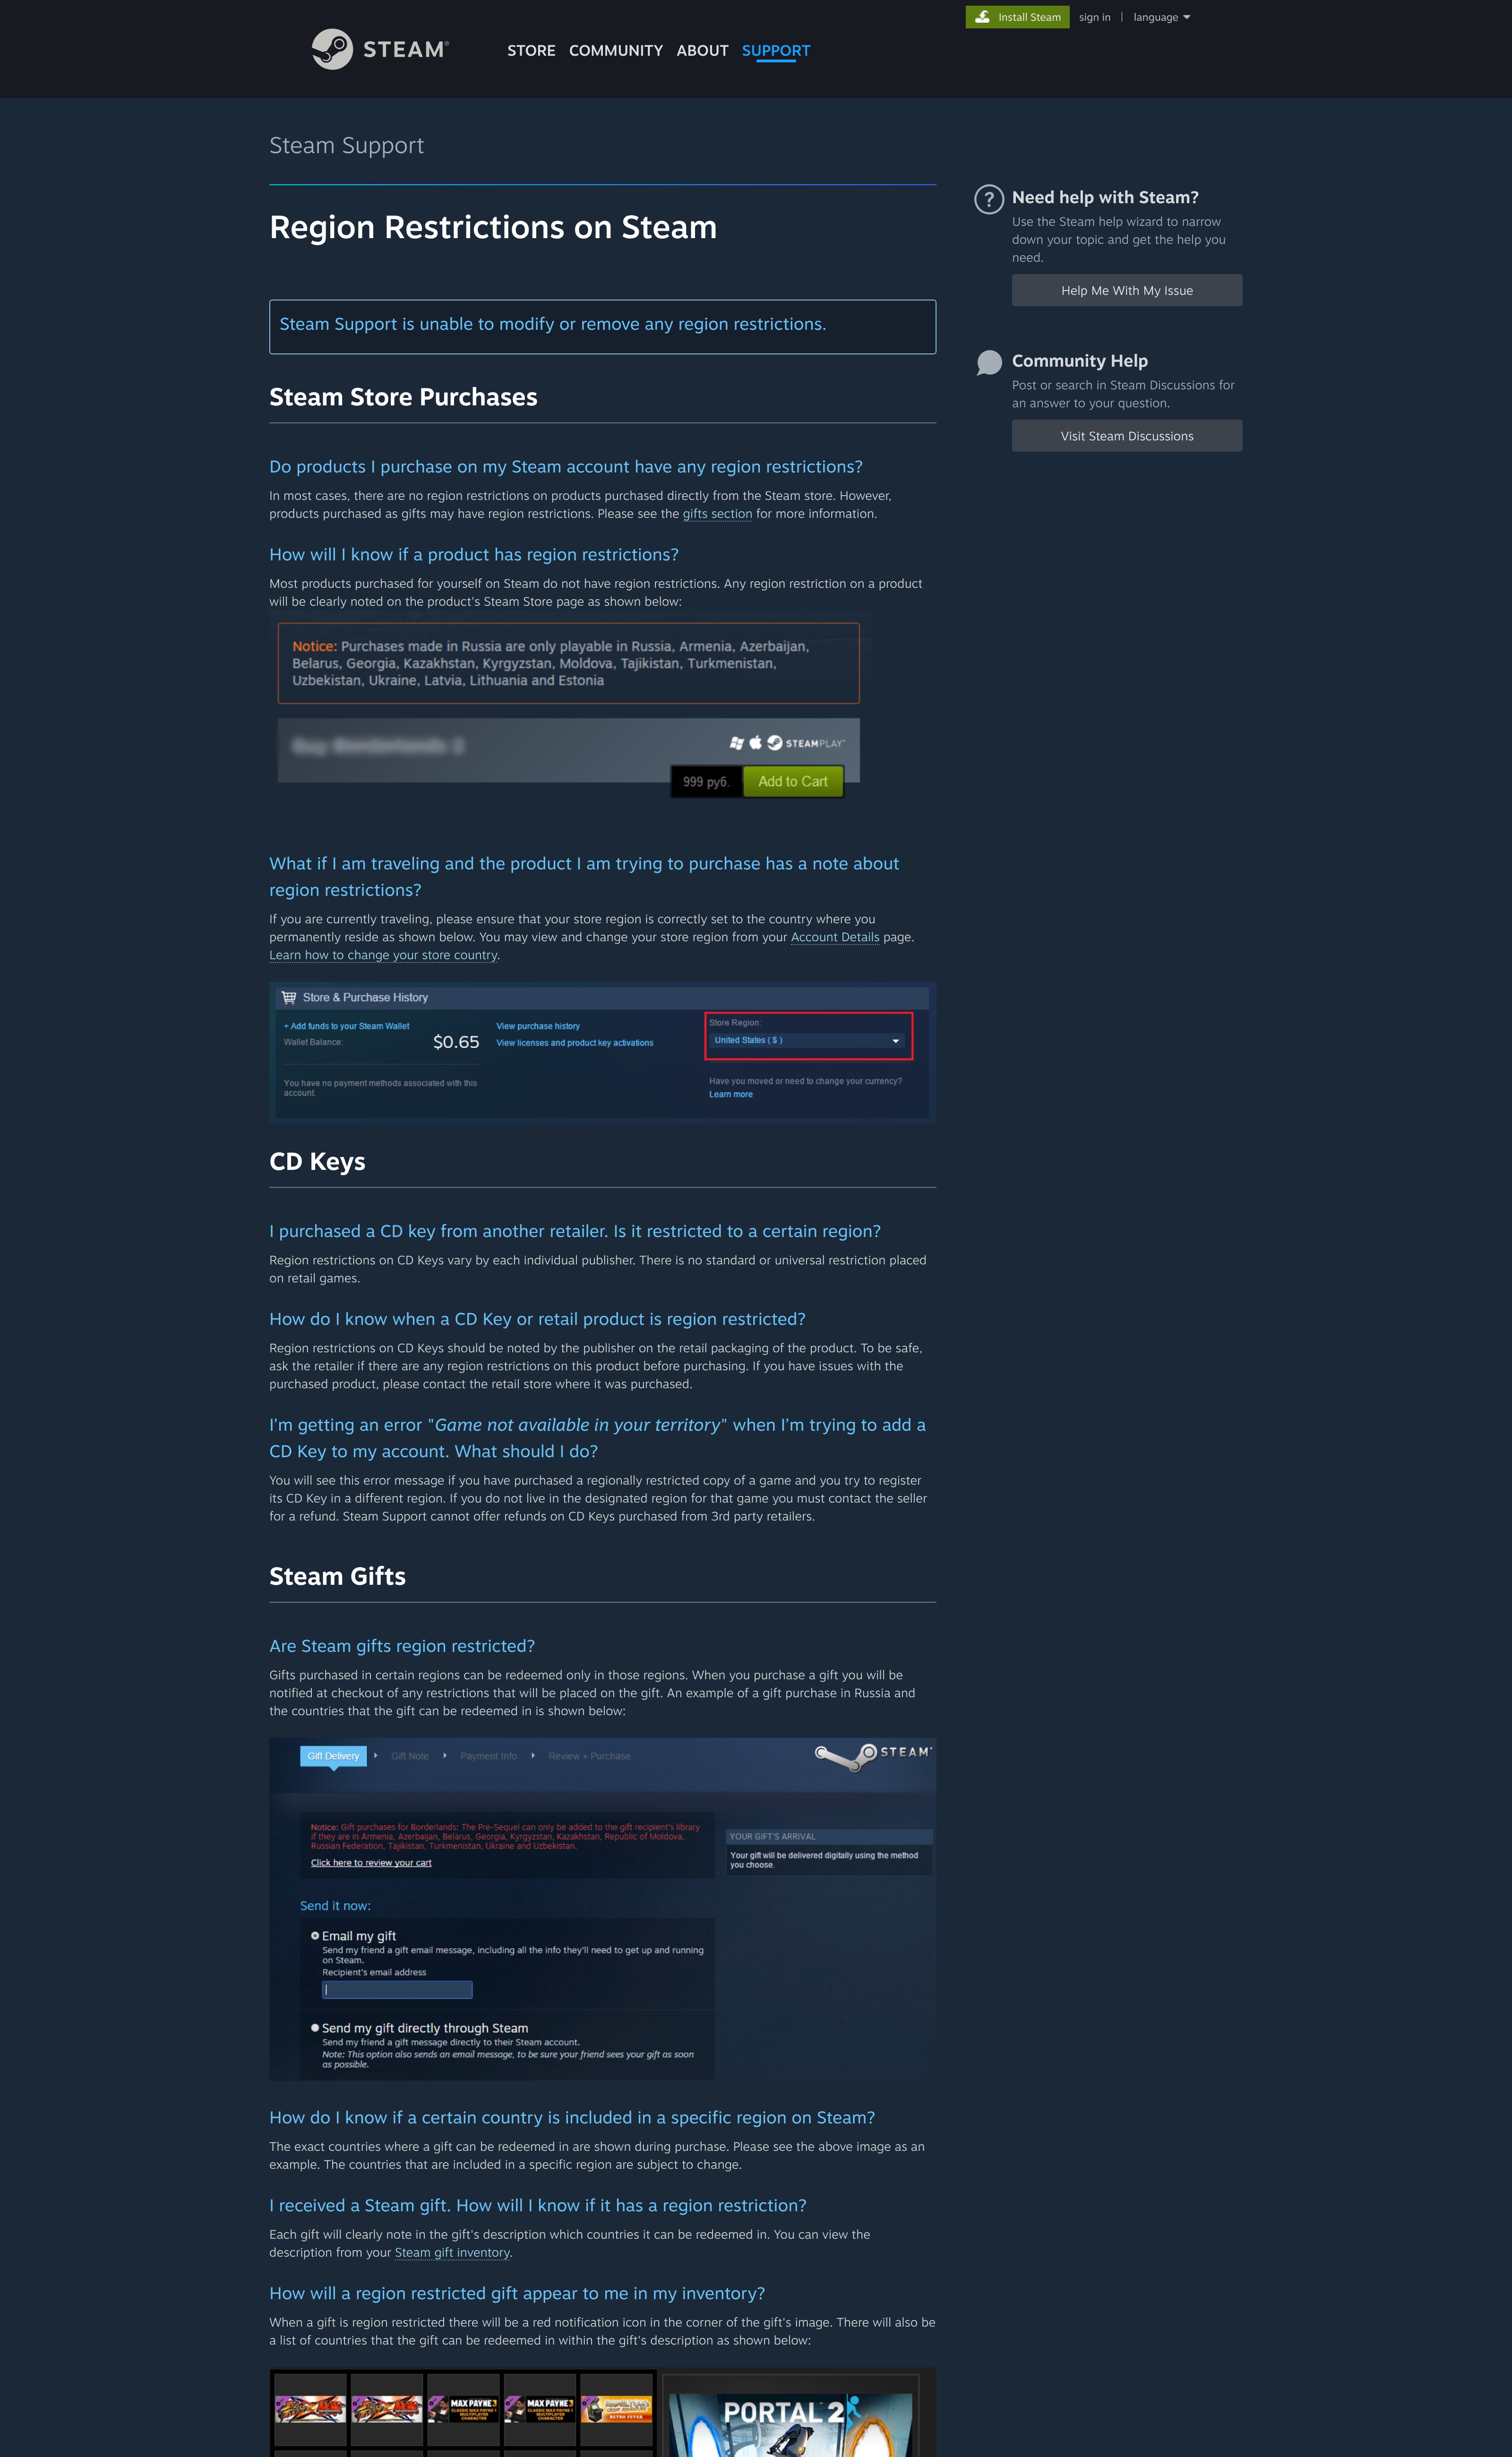 Install Steam
sign in | language
STEAM®
STORE COMMUNITY ABOUT SUPPORT
Steam Support
Region Restrictions on Steam
Steam Support is unable to modify or remove any region restrictions.
Steam Store Purchases
Do products I purchase on my Steam account have any region restrictions?
In most cases, there are no region restrictions on products purchased directly from the Steam store. However,
products purchased as gifts may have region restrictions. Please see the gifts section for more information.
How will I know if a product has region restrictions?
Most products purchased for yourself on Steam do not have region restrictions. Any region restriction on a product
will be clearly noted on the product's Steam Store page as shown below:
Notice: Purchases made in Russia are only playable in Russia, Armenia, Azerbaijan,
Belarus, Georgia, Kazakhstan, Kyrgyzstan, Moldova, Tajikistan, Turkmenistan,
Uzbekistan, Ukraine, Latvia, Lithuania and Estonia
STEAMPLAY™
999 pуб.
Add to Cart
What if I am traveling and the product I am trying to purchase has a note about
region restrictions?
If you are currently traveling, please ensure that your store region is correctly set to the country where you
permanently reside as shown below. You may view and change your store region from your Account Details page.
Learn how to change your store country.
Store & Purchase History
+ Add funds to your Steam Wallet
Wallet Balance: $0.65
You have no payment methods associated with this
account.
View purchase history
View licenses and product key activations
Store Region:
United States ( $ )
Have you moved or need to change your currency?
Learn more
CD Keys
I purchased a CD key from another retailer. Is it restricted to a certain region?
Region restrictions on CD Keys vary by each individual publisher. There is no standard or universal restriction placed
on retail games.
How do I know when a CD Key or retail product is region restricted?
Region restrictions on CD Keys should be noted by the publisher on the retail packaging of the product. To be safe,
ask the retailer if there are any region restrictions on this product before purchasing. If you have issues with the
purchased product, please contact the retail store where it was purchased.
I’m getting an error "Game not available in your territory" when I’m trying to add a
CD Key to my account. What should I do?
You will see this error message if you have purchased a regionally restricted copy of a game and you try to register
its CD Key in a different region. If you do not live in the designated region for that game you must contact the seller
for a refund. Steam Support cannot offer refunds on CD Keys purchased from 3rd party retailers.
Steam Gifts
Are Steam gifts region restricted?
Gifts purchased in certain regions can be redeemed only in those regions. When you purchase a gift you will be
notified at checkout of any restrictions that will be placed on the gift. An example of a gift purchase in Russia and
the countries that the gift can be redeemed in is shown below:
Gift Delivery Gift Note Payment Info Review + Purchase
STEAM™
Notice: Gift purchases for Borderlands: The Pre-Sequel can only be added to the gift recipient's library
if they are in Armenia, Azerbaijan, Belarus, Georgia, Kyrgyzstan, Kazakhstan, Republic of Moldova,
Russian Federation, Tajikistan, Turkmenistan, Ukraine and Uzbekistan.
Click here to review your cart
YOUR GIFT'S ARRIVAL
Your gift will be delivered digitally using the method
you choose.
Send it now:
Email my gift
Send my friend a gift email message, including all the info they'll need to get up and running
on Steam.
Recipient's email address
Send my gift directly through Steam
Send my friend a gift message directly to their Steam account.
Note: This option also sends an email message, to be sure your friend sees your gift as soon
as possible.
How do I know if a certain country is included in a specific region on Steam?
The exact countries where a gift can be redeemed in are shown during purchase. Please see the above image as an
example. The countries that are included in a specific region are subject to change.
I received a Steam gift. How will I know if it has a region restriction?
Each gift will clearly note in the gift's description which countries it can be redeemed in. You can view the
description from your Steam gift inventory.
How will a region restricted gift appear to me in my inventory?
When a gift is region restricted there will be a red notification icon in the corner of the gift's image. There will also be
a list of countries that the gift can be redeemed in within the gift's description as shown below:
MAX PAYNE 3
CLASSIC MAX PAYNE 1
MULTIPLAYER
CHARACTER
MAX PAYNE 3
CLASSIC MAX PAYNE 1
MULTIPLAYER
CHARACTER
RETRO FEVER
PORTAL 2
Need help with Steam?
Use the Steam help wizard to narrow
down your topic and get the help you
need.
Help Me With My Issue
Community Help
Post or search in Steam Discussions for
an answer to your question.
Visit Steam Discussions